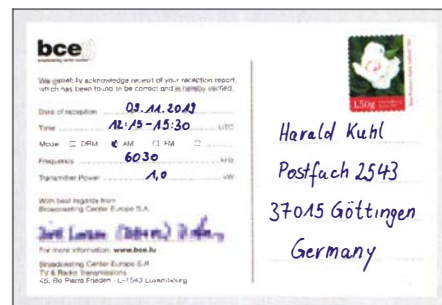 bce
We gratefully acknowledge receipt of your reception report,
which has been found to be correct and is hereby verified.
Date of reception 09.11.2019
Time 12:15-15:30 UTC
Mode DRM AM FM
Frequency 6030 kHz
Transmitter Power 1,0 kW
With best regards from
Broadcasting Center Europe S.A.
For more information: www.bce.lu
Broadcasting Center Europe S.A.
TV & Radio Transmissions
45, Bd Pierre Frieden - L-1543 Luxembourg
L50g
Harald Kuhl
Postfach 2543
37015 Göttingen
Germany